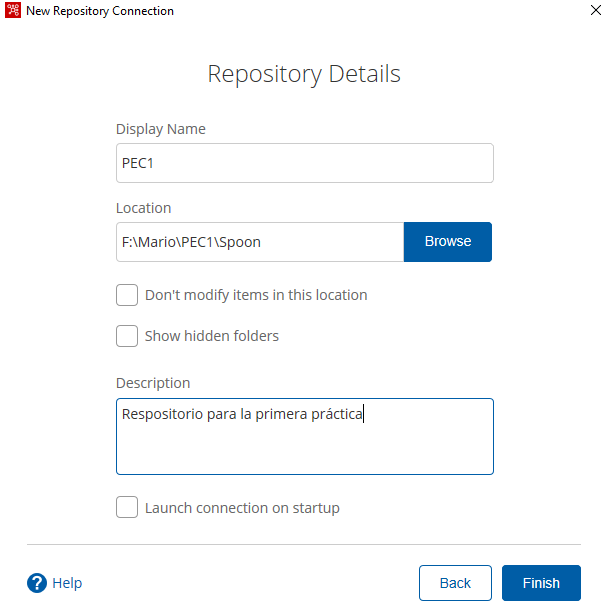 New Repository Connection
Repository Details
Display Name
PEC1
Location
F:\Mario\PEC1\Spoon
Browse
Don't modify items in this location
Show hidden folders
Description
Respositorio para la primera práctica
Launch connection on startup
Help
Back
Finish